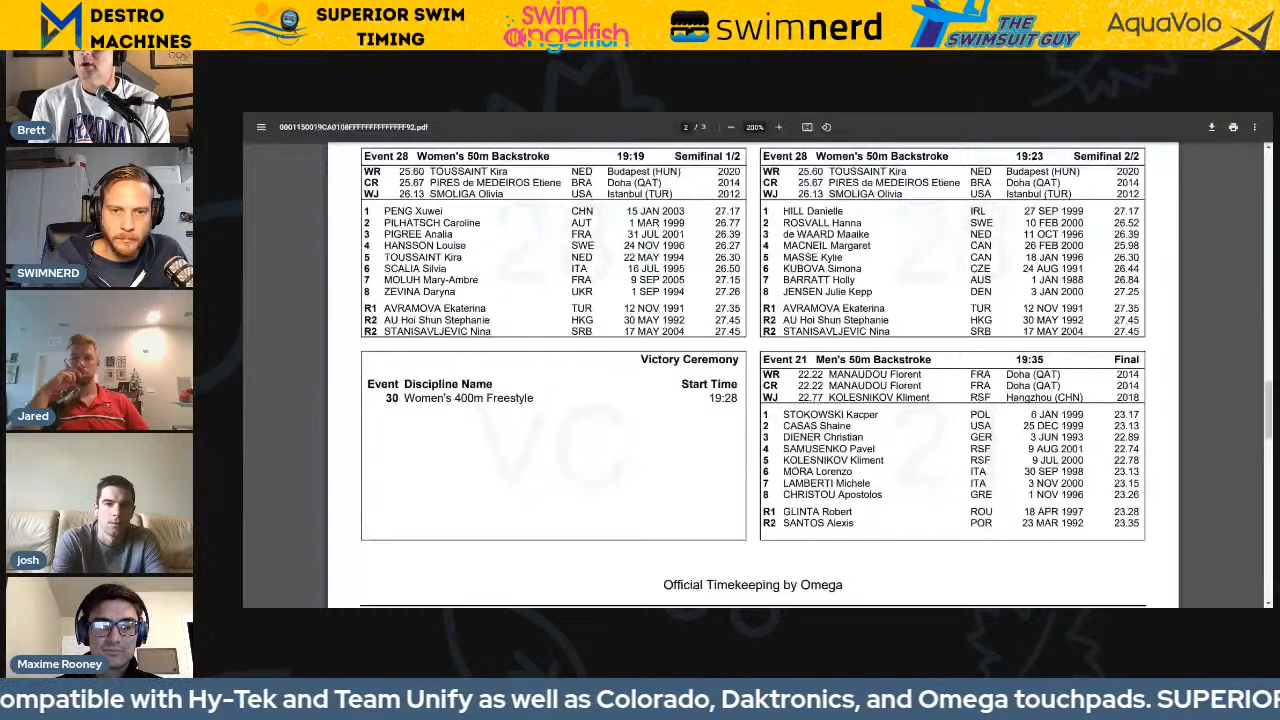 DESTRO
MACHINES
SUPERIOR SWIM
TIMING
swim
angelfish
swimnerd
THE
SWIMSUIT GUY
AquaVolo
Brett
SWIMNERD
Jared
josh
Maxime Rooney
2 / 3
200%
Event 28 Women's 50m Backstroke 19:19 Semifinal 1/2
WR 25.60 TOUSSAINT Kira NED Budapest (HUN) 2020
CR 25.67 PIRES de MEDEIROS Etiene BRA Doha (QAT) 2014
WJ 26.13 SMOLIGA Olivia USA Istanbul (TUR) 2012
1 PENG Xuwei CHN 15 JAN 2003 27.17
2 PILHATSCH Caroline AUT 1 MAR 1999 26.77
3 PIGREE Analia FRA 31 JUL 2001 26.39
4 HANSSON Louise SWE 24 NOV 1996 26.27
5 TOUSSAINT Kira NED 22 MAY 1994 26.30
6 SCALIA Silvia ITA 16 JUL 1995 26.50
7 MOLUH Mary-Ambre FRA 9 SEP 2005 27.15
8 ZEVINA Daryna UKR 1 SEP 1994 27.26
R1 AVRAMOVA Ekaterina TUR 12 NOV 1991 27.35
R2 AU Hoi Shun Stephanie HKG 30 MAY 1992 27.45
R2 STANISAVLJEVIC Nina SRB 17 MAY 2004 27.45
Event 28 Women's 50m Backstroke 19:23 Semifinal 2/2
WR 25.60 TOUSSAINT Kira NED Budapest (HUN) 2020
CR 25.67 PIRES de MEDEIROS Etiene BRA Doha (QAT) 2014
WJ 26.13 SMOLIGA Olivia USA Istanbul (TUR) 2012
1 HILL Danielle IRL 27 SEP 1999 27.17
2 ROSVALL Hanna SWE 10 FEB 2000 26.52
3 de WAARD Maaike NED 11 OCT 1996 26.39
4 MACNEIL Margaret CAN 26 FEB 2000 25.98
5 MASSE Kylie CAN 18 JAN 1996 26.30
6 KUBOVA Simona CZE 24 AUG 1991 26.44
7 BARRATT Holly AUS 1 JAN 1988 26.84
8 JENSEN Julie Kepp DEN 3 JAN 2000 27.25
R1 AVRAMOVA Ekaterina TUR 12 NOV 1991 27.35
R2 AU Hoi Shun Stephanie HKG 30 MAY 1992 27.45
R2 STANISAVLJEVIC Nina SRB 17 MAY 2004 27.45
Victory Ceremony
Event Discipline Name Start Time
30 Women's 400m Freestyle 19:28
VC
Event 21 Men's 50m Backstroke 19:35 Final
WR 22.22 MANAUDOU Florent FRA Doha (QAT) 2014
CR 22.22 MANAUDOU Florent FRA Doha (QAT) 2014
WJ 22.77 KOLESNIKOV Kliment RSF Hangzhou (CHN) 2018
1 STOKOWSKI Kacper POL 6 JAN 1999 23.17
2 CASAS Shaine USA 25 DEC 1999 23.13
3 DIENER Christian GER 3 JUN 1993 22.89
4 SAMUSENKO Pavel RSF 9 AUG 2001 22.74
5 KOLESNIKOV Kliment RSF 9 JUL 2000 22.78
6 MORA Lorenzo ITA 30 SEP 1998 23.13
7 LAMBERTI Michele ITA 3 NOV 2000 23.15
8 CHRISTOU Apostolos GRE 1 NOV 1996 23.26
R1 GLINTA Robert ROU 18 APR 1997 23.28
R2 SANTOS Alexis POR 23 MAR 1992 23.35
Official Timekeeping by Omega
ompatible with Hy-Tek and Team Unify as well as Colorado, Daktronics, and Omega touchpads. SUPERIOR